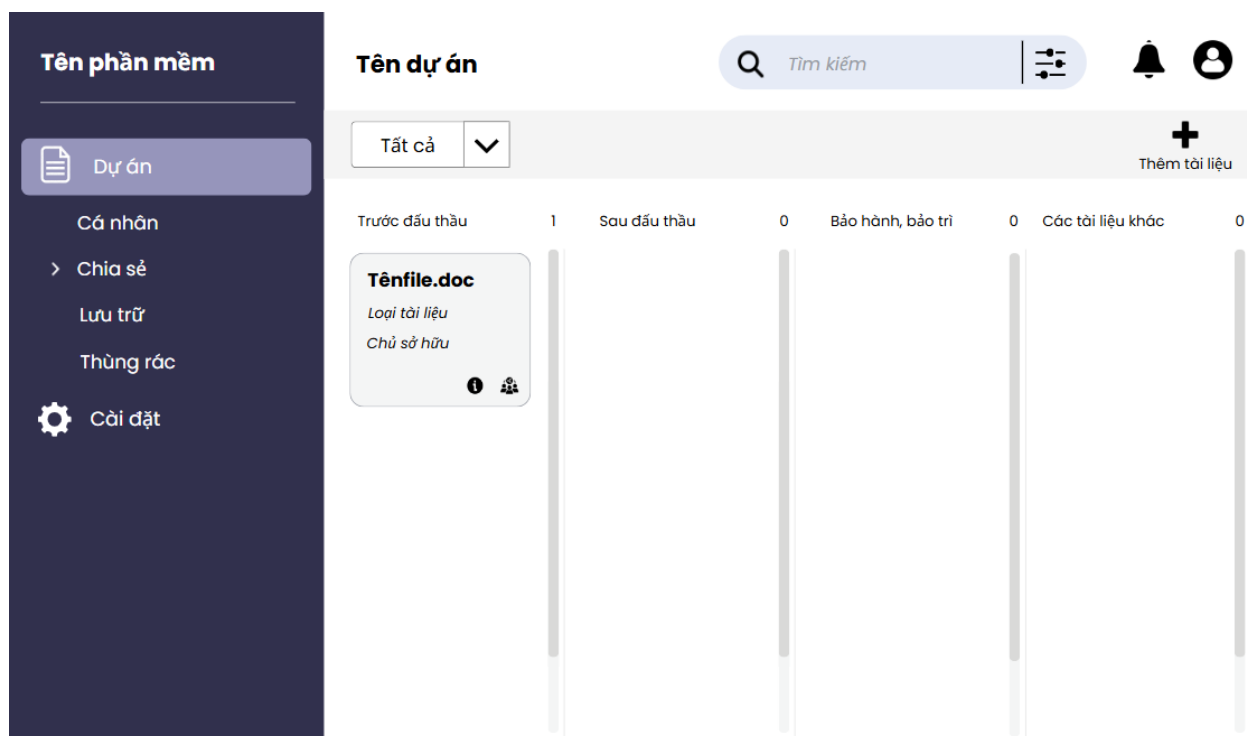 Tên phần mềm
Dự án
Cá nhân
Chia sẻ
Lưu trữ
Thùng rác
Cài đặt
Tên dự án
Tìm kiếm
Tất cả
Thêm tài liệu
Trước đấu thầu 1
Sau đấu thầu 0
Bảo hành, bảo trì 0
Các tài liệu khác 0
Tênfile.doc
Loại tài liệu
Chủ sở hữu